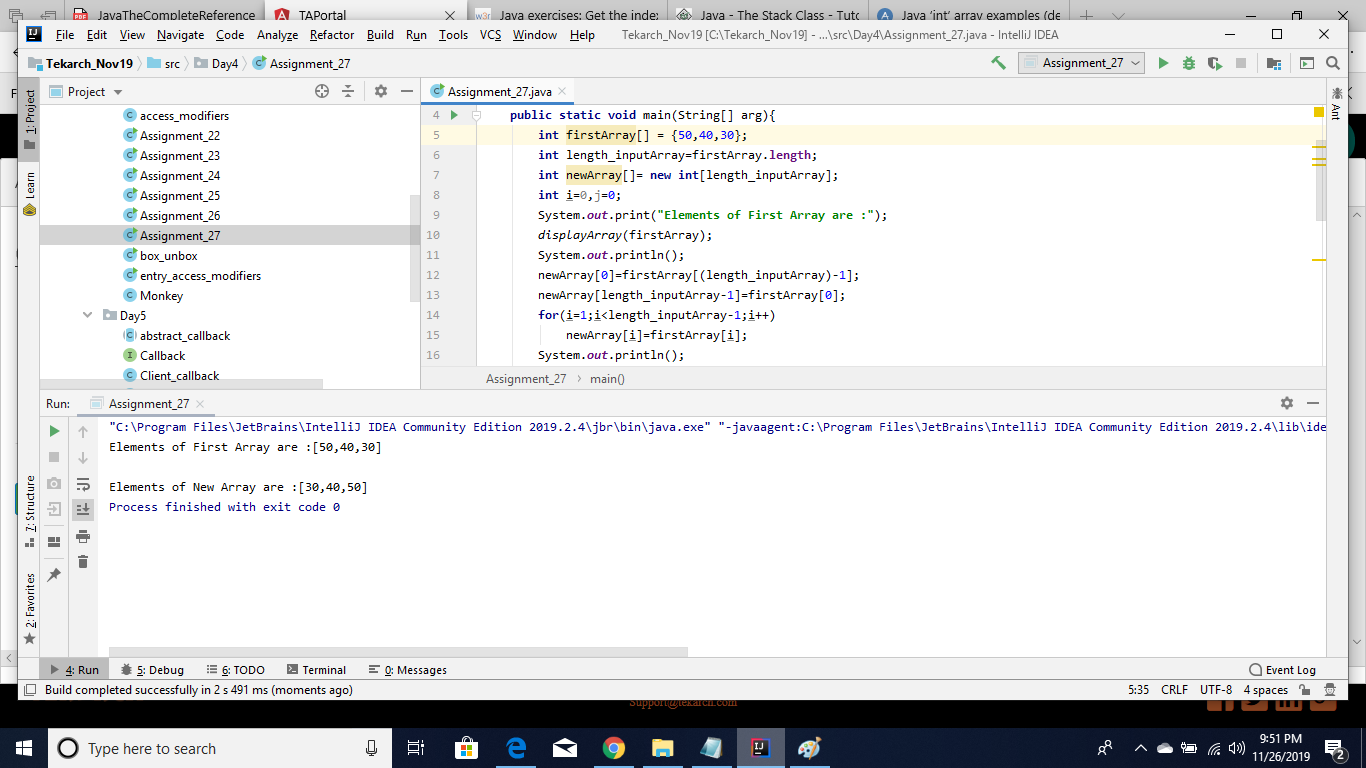 JavaTheCompleteReference
TAPortal
Java exercises: Get the index
Java - The Stack Class - Tuto
Java 'int' array examples (de
File Edit View Navigate Code Analyze Refactor Build Run Tools VCS Window Help
Tekarch_Nov19 [C:\Tekarch_Nov19] - ...\src\Day4\Assignment_27.java - IntelliJ IDEA
Tekarch_Nov19 src Day4 Assignment_27
Assignment_27
1: Project
Learn
7: Structure
2: Favorites
Ant
Project
access_modifiers
Assignment_22
Assignment_23
Assignment_24
Assignment_25
Assignment_26
Assignment_27
box_unbox
entry_access_modifiers
Monkey
Day5
abstract_callback
Callback
Client_callback
Assignment_27.java
4 public static void main(String[] arg){
5 int firstArray[] = {50,40,30};
6 int length_inputArray=firstArray.length;
7 int newArray[]= new int[length_inputArray];
8 int i=0,j=0;
9 System.out.print("Elements of First Array are :");
10 displayArray(firstArray);
11 System.out.println();
12 newArray[0]=firstArray[(length_inputArray)-1];
13 newArray[length_inputArray-1]=firstArray[0];
14 for(i=1;i<length_inputArray-1;i++)
15 newArray[i]=firstArray[i];
16 System.out.println();
Assignment_27 main()
Run: Assignment_27
"C:\Program Files\JetBrains\IntelliJ IDEA Community Edition 2019.2.4\jbr\bin\java.exe" "-javaagent:C:\Program Files\JetBrains\IntelliJ IDEA Community Edition 2019.2.4\lib\ide
Elements of First Array are :[50,40,30]
Elements of New Array are :[30,40,50]
Process finished with exit code 0
4: Run 5: Debug 6: TODO Terminal 0: Messages Event Log
Build completed successfully in 2 s 491 ms (moments ago)
5:35 CRLF UTF-8 4 spaces
Support@tekarch.com
Type here to search
9:51 PM
11/26/2019
2